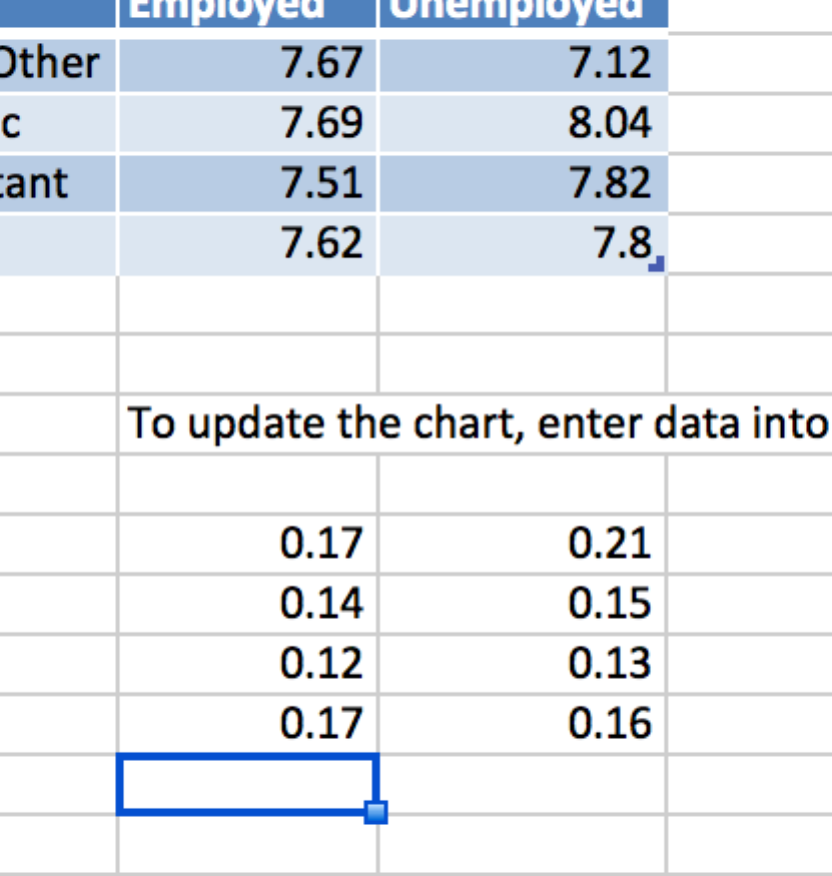 Employed Unemployed
Other 7.67 7.12
c 7.69 8.04
tant 7.51 7.82
7.62 7.8
To update the chart, enter data into
0.17 0.21
0.14 0.15
0.12 0.13
0.17 0.16